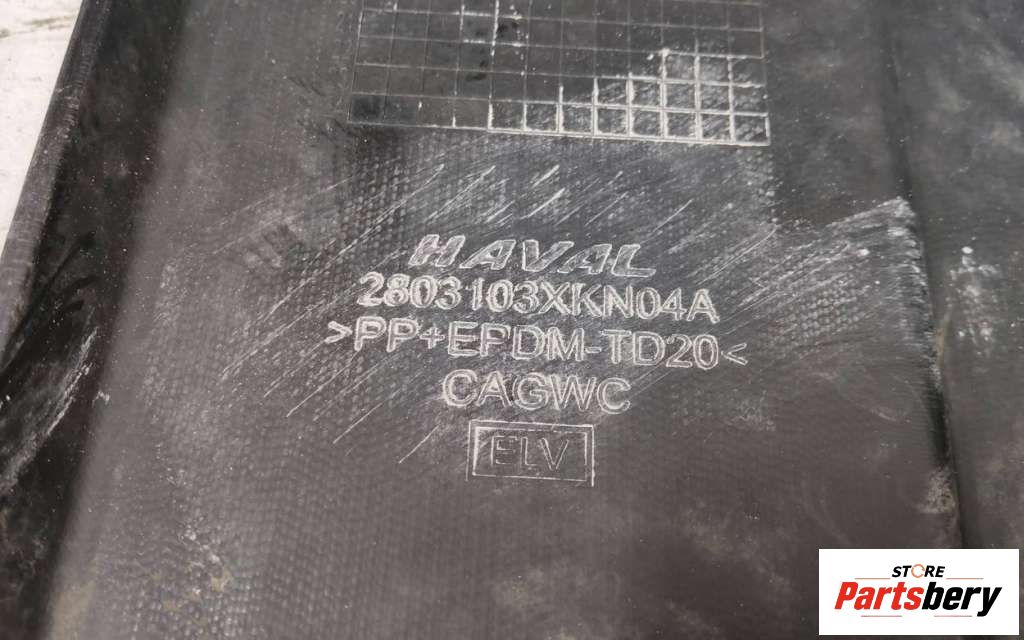 HAVAL
2803103XKN04A
>PP+EPDM-TD20<
CAGWC
ELV
STORE
Partsbery